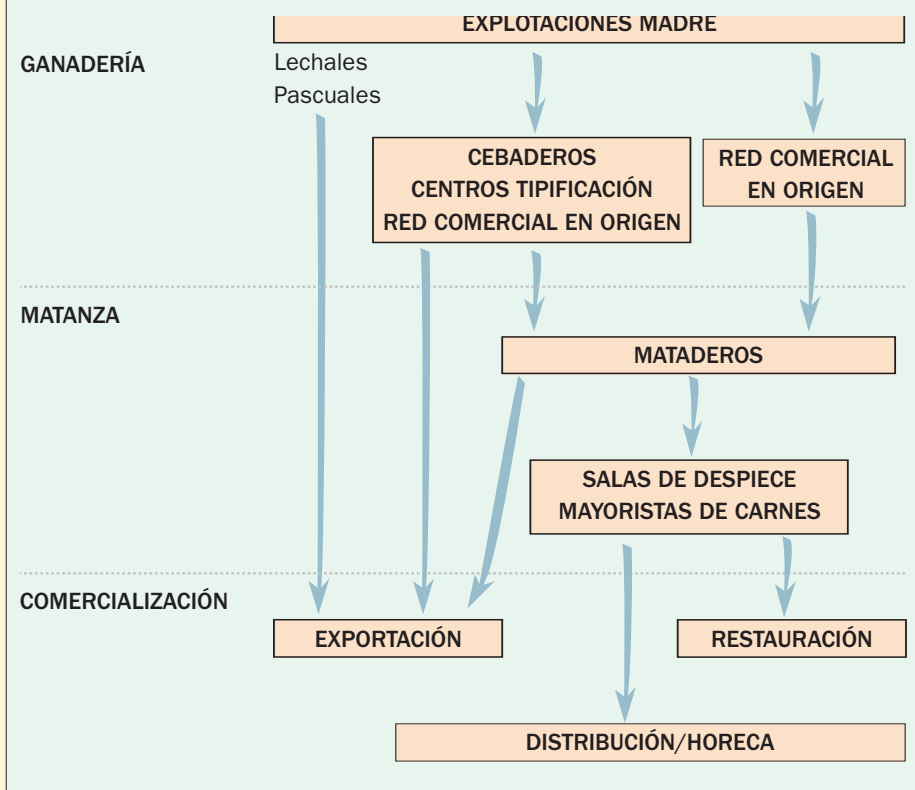 EXPLOTACIONES MADRE
GANADERÍA
Lechales
Pascuales
CEBADEROS
CENTROS TIPIFICACIÓN
RED COMERCIAL EN ORIGEN
RED COMERCIAL
EN ORIGEN
MATANZA
MATADEROS
SALAS DE DESPIECE
MAYORISTAS DE CARNES
COMERCIALIZACIÓN
EXPORTACIÓN
RESTAURACIÓN
DISTRIBUCIÓN/HORECA